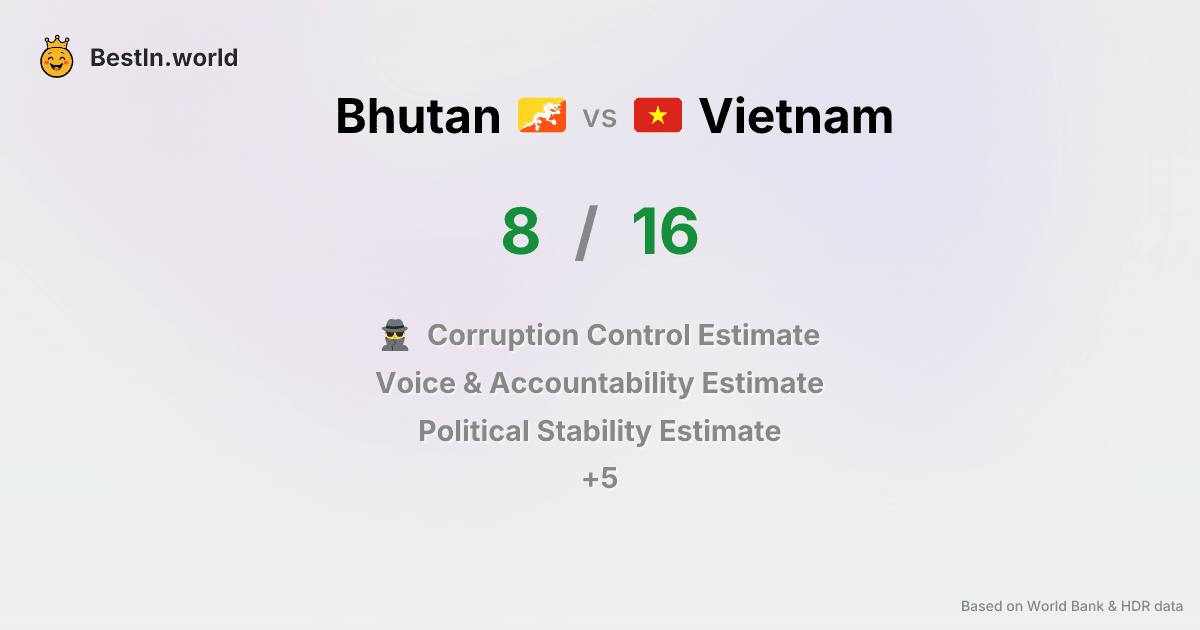 BestIn.world
Bhutan vs Vietnam
8 / 16
Corruption Control Estimate
Voice & Accountability Estimate
Political Stability Estimate
+5
Based on World Bank & HDR data